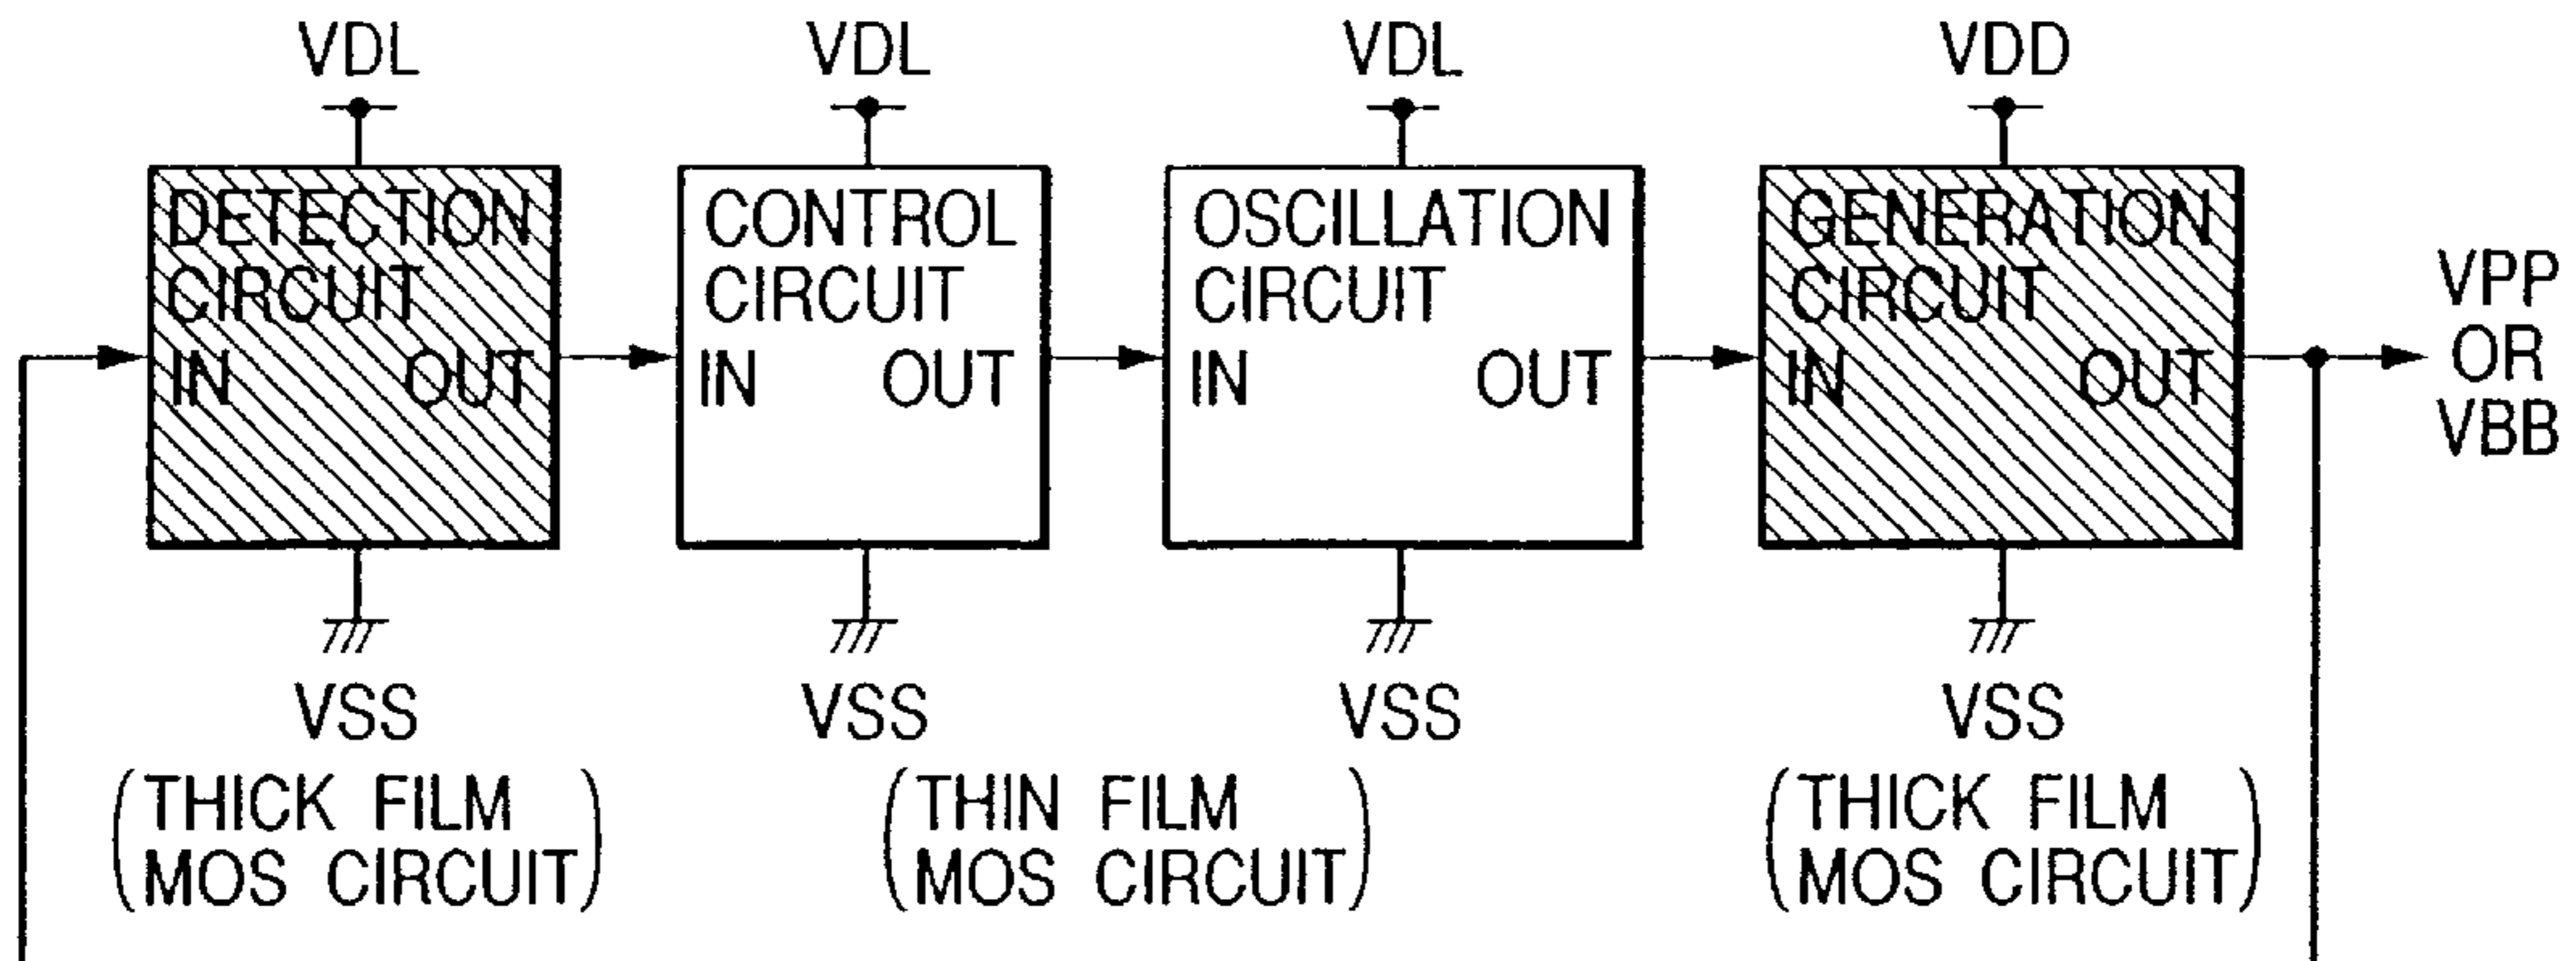 VDL
VDL
VDL
VDD
DETECTION
CIRCUIT
IN OUT
CONTROL
CIRCUIT
IN OUT
OSCILLATION
CIRCUIT
IN OUT
GENERATION
CIRCUIT
IN OUT
VPP
OR
VBB
VSS
VSS
VSS
VSS
(THICK FILM
MOS CIRCUIT)
(THIN FILM
MOS CIRCUIT)
(THICK FILM
MOS CIRCUIT)